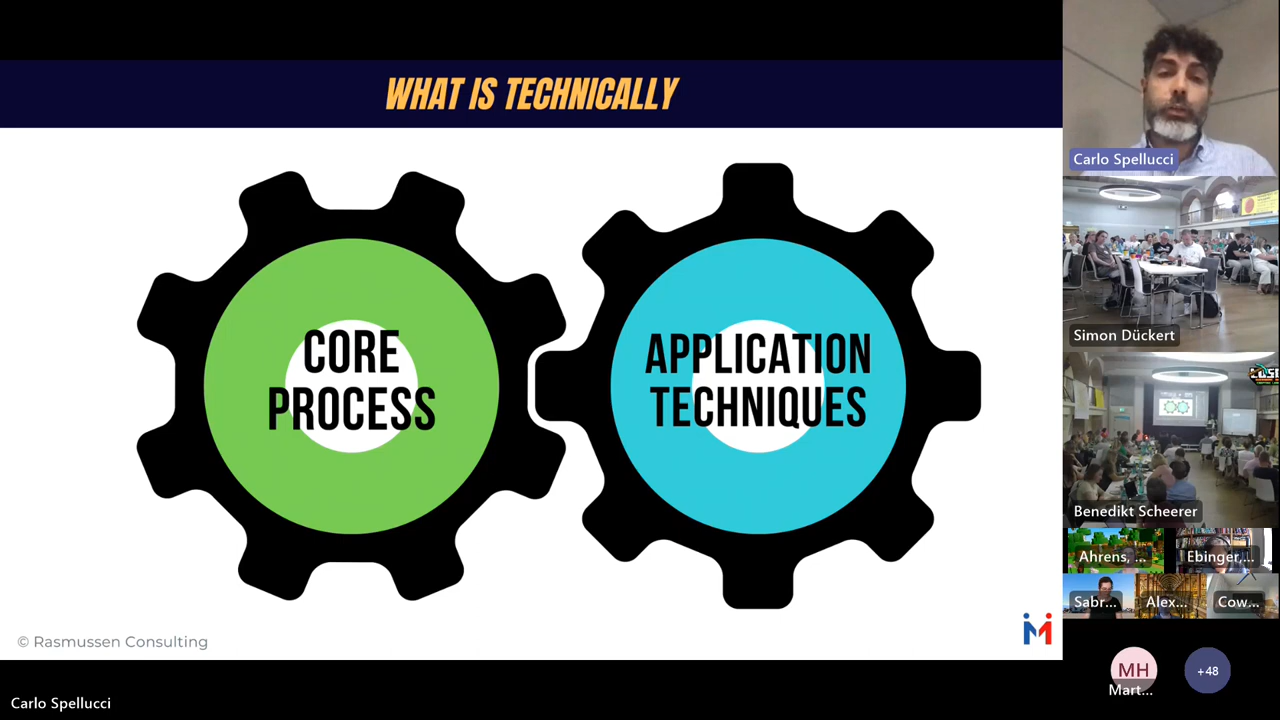 WHAT IS TECHNICALLY
CORE
PROCESS
APPLICATION
TECHNIQUES
© Rasmussen Consulting
Carlo Spellucci
Carlo Spellucci
Simon Dückert
Benedikt Scheerer
Ahrens, ...
Ebinger,...
Sabr...
Alex...
Cow...
MH
Mart...
+48